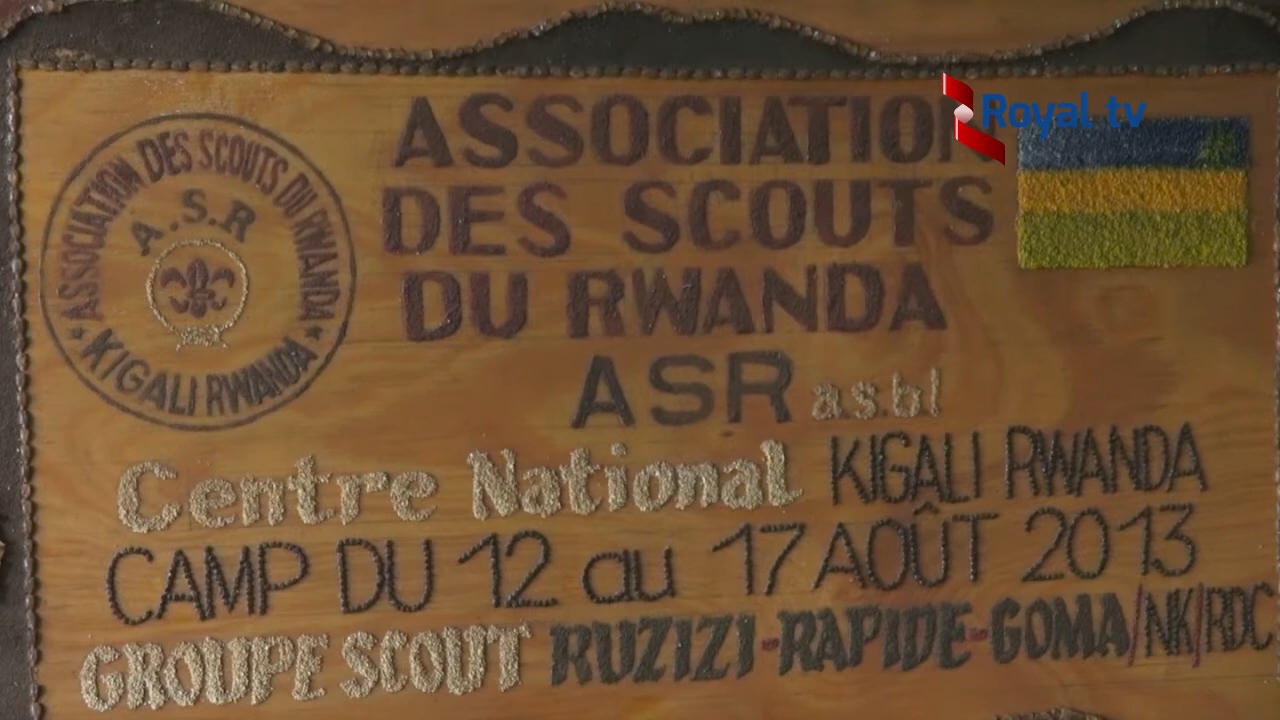 Royal tv
ASSOCIATION DES SCOUTS DU RWANDA
A.S.R
KIGALI RWANDA
ASSOCIATION
DES SCOUTS
DU RWANDA
ASR a.s.b.l
Centre National KIGALI RWANDA
CAMP DU 12 au 17 AOÛT 2013
GROUPE SCOUT RUZIZI-RAPIDE-GOMA/NK/RDC